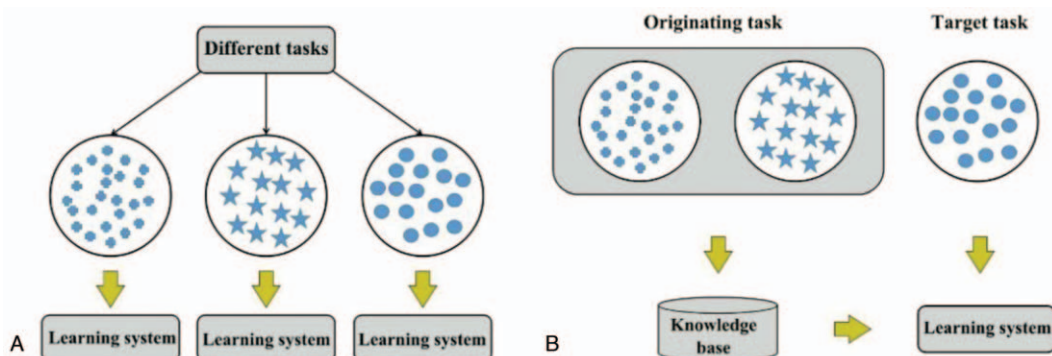 Different tasks
Learning system
Learning system
Learning system
A
Originating task
Target task
Knowledge
base
Learning system
B